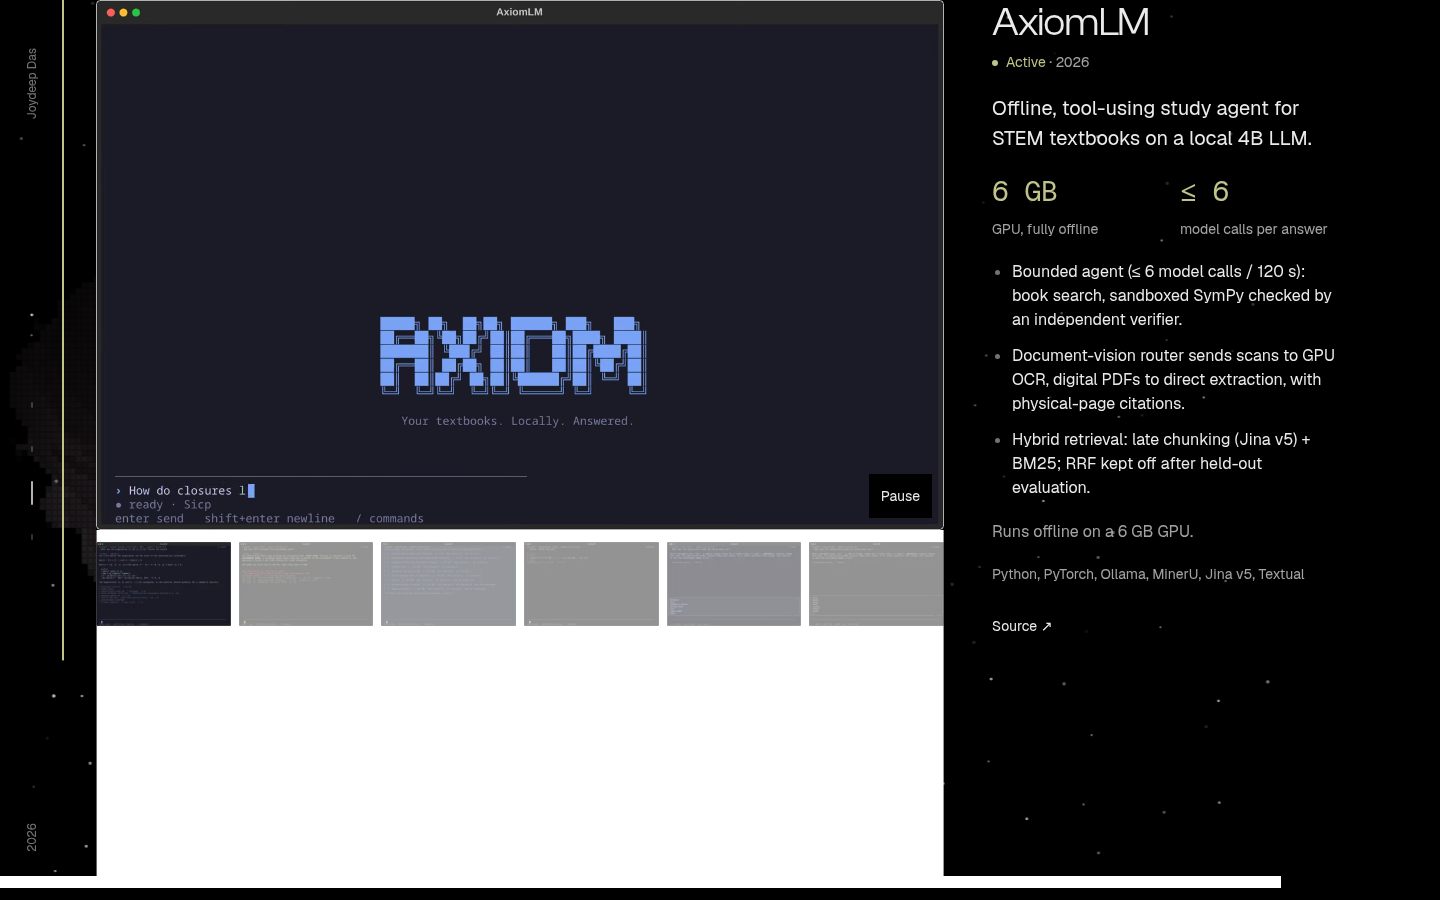 Joydeep Das
2026
AxiomLM
AXIOM
Your textbooks. Locally. Answered.
› How do closures l
● ready · Sicp
enter send shift+enter newline / commands
Pause
AxiomLM
Active · 2026
Offline, tool-using study agent for
STEM textbooks on a local 4B LLM.
6 GB
GPU, fully offline
≤ 6
model calls per answer
Bounded agent (≤ 6 model calls / 120 s):
book search, sandboxed SymPy checked by
an independent verifier.
Document-vision router sends scans to GPU
OCR, digital PDFs to direct extraction, with
physical-page citations.
Hybrid retrieval: late chunking (Jina v5) +
BM25; RRF kept off after held-out
evaluation.
Runs offline on a 6 GB GPU.
Python, PyTorch, Ollama, MinerU, Jina v5, Textual
Source ↗